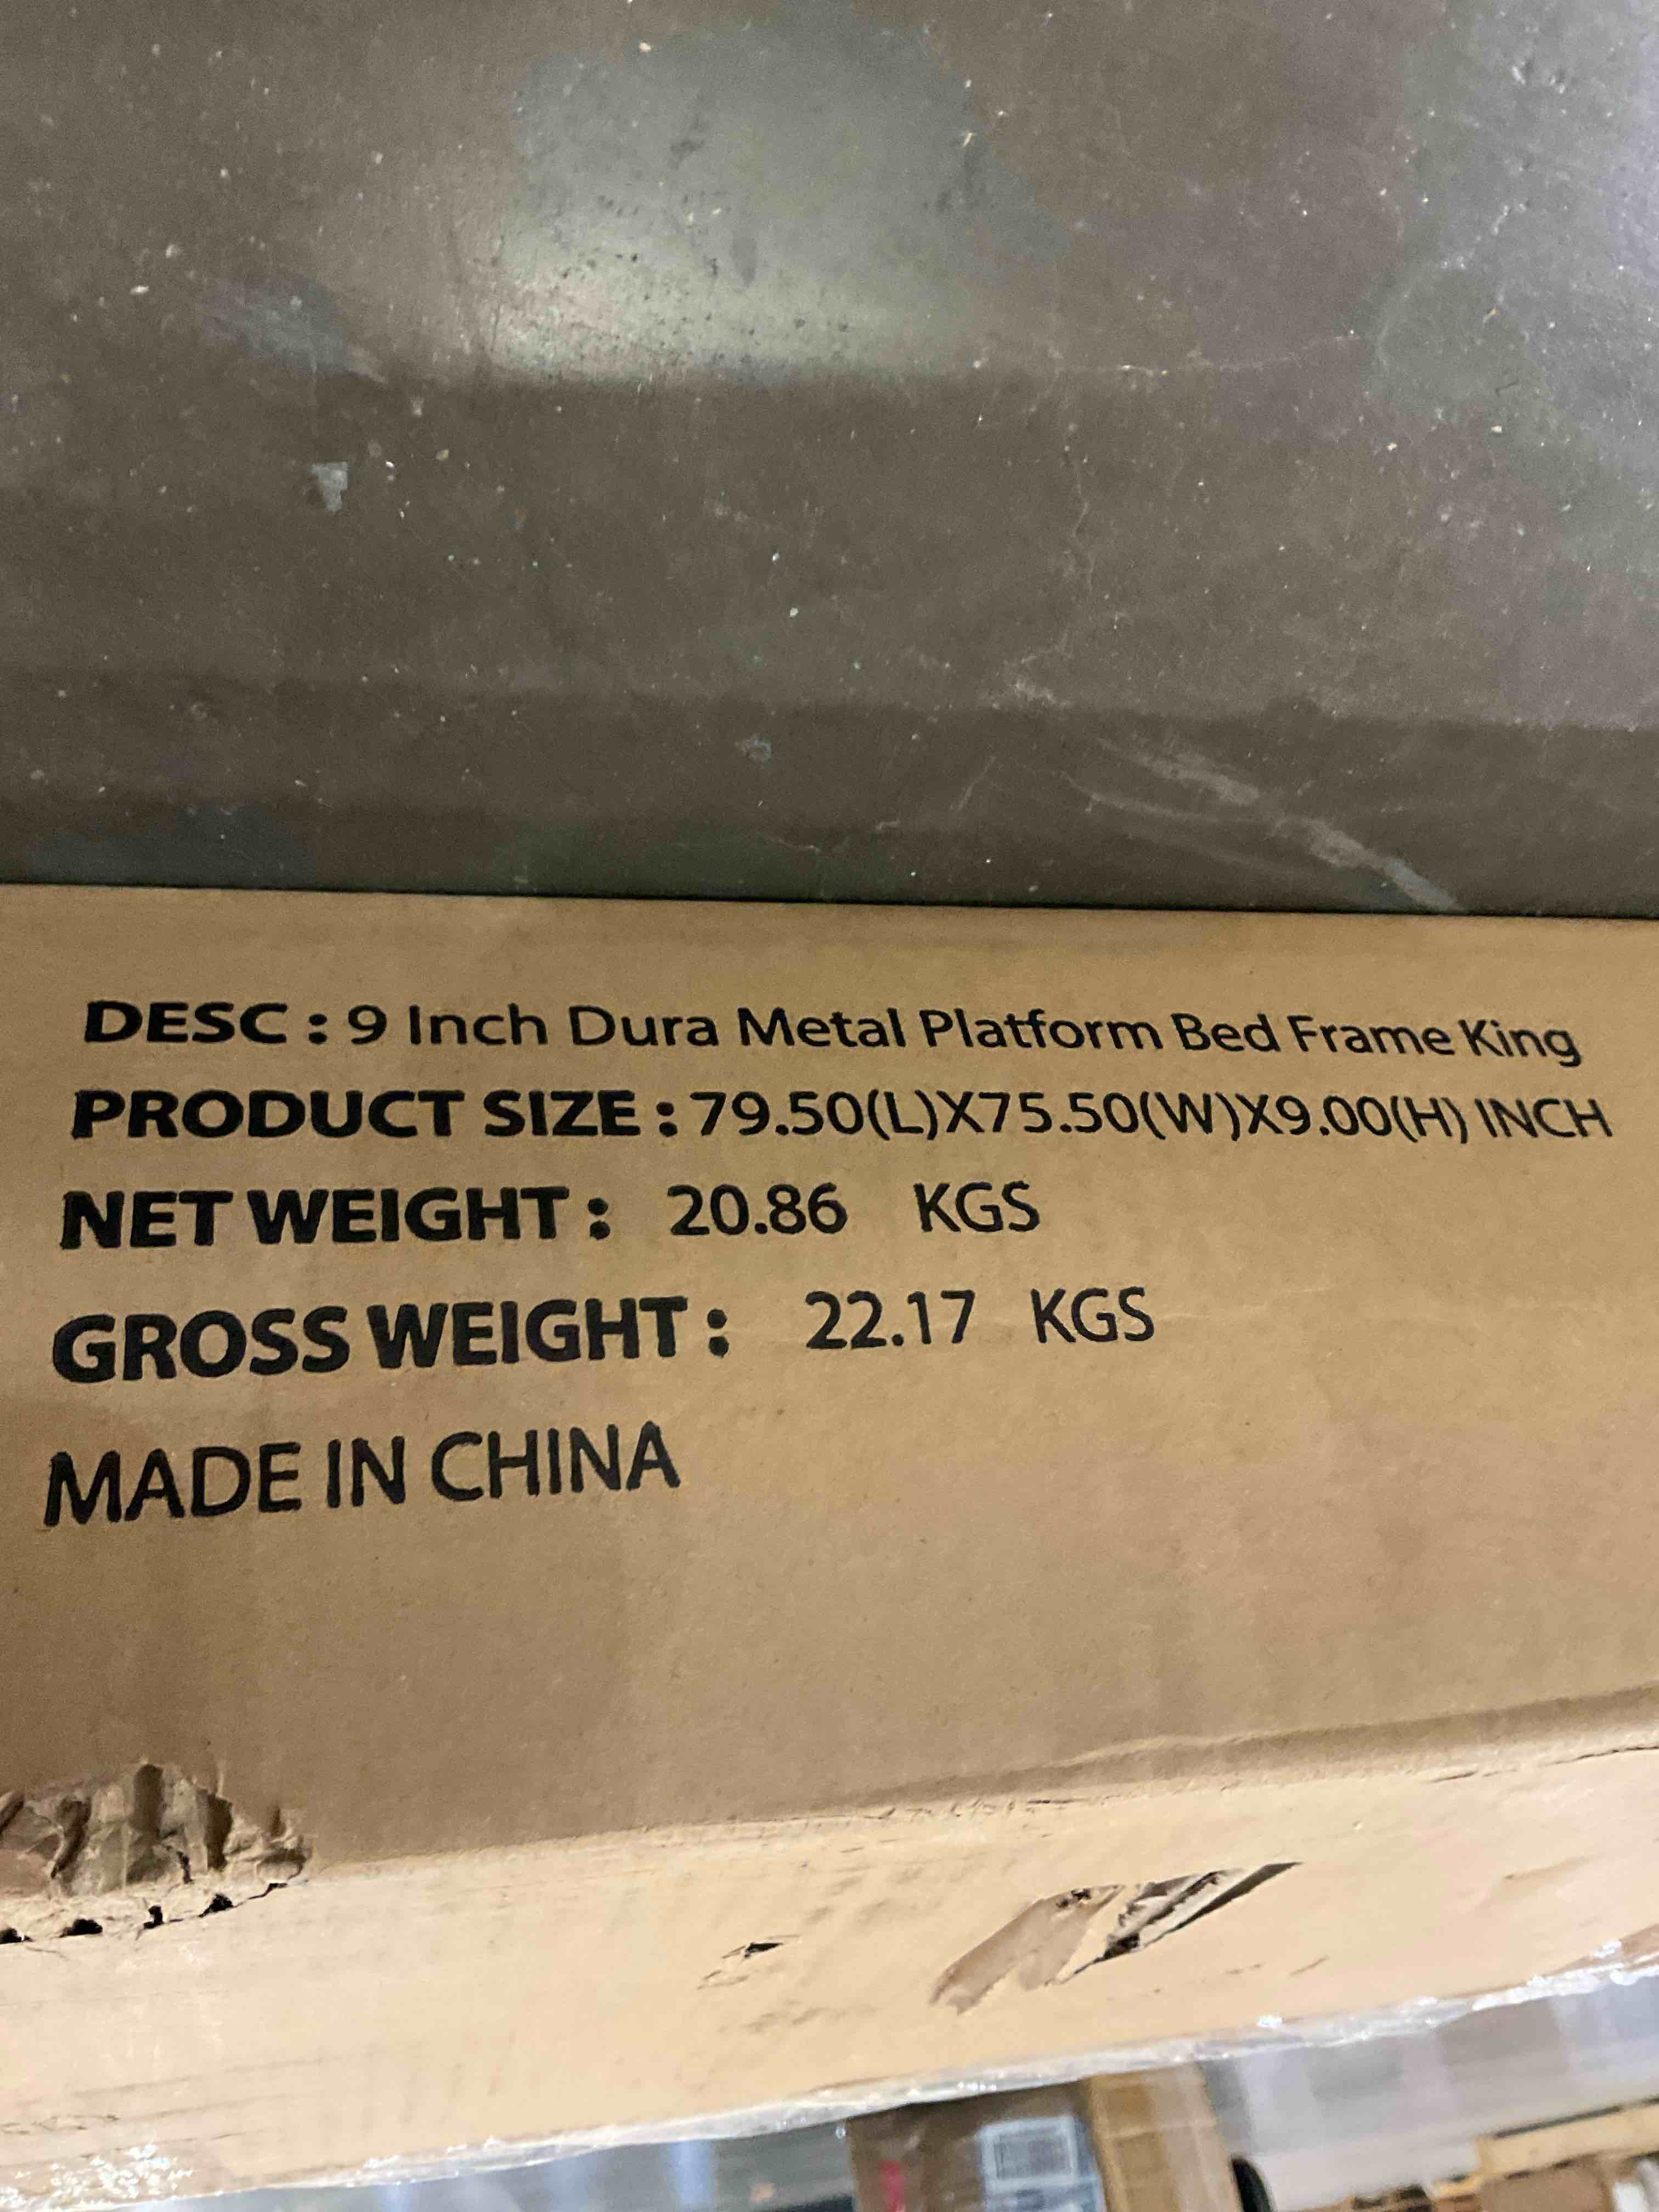 DESC : 9 Inch Dura Metal Platform Bed Frame King
PRODUCT SIZE : 79.50(L)X75.50(W)X9.00(H) INCH
NET WEIGHT : 20.86 KGS
GROSS WEIGHT : 22.17 KGS
MADE IN CHINA